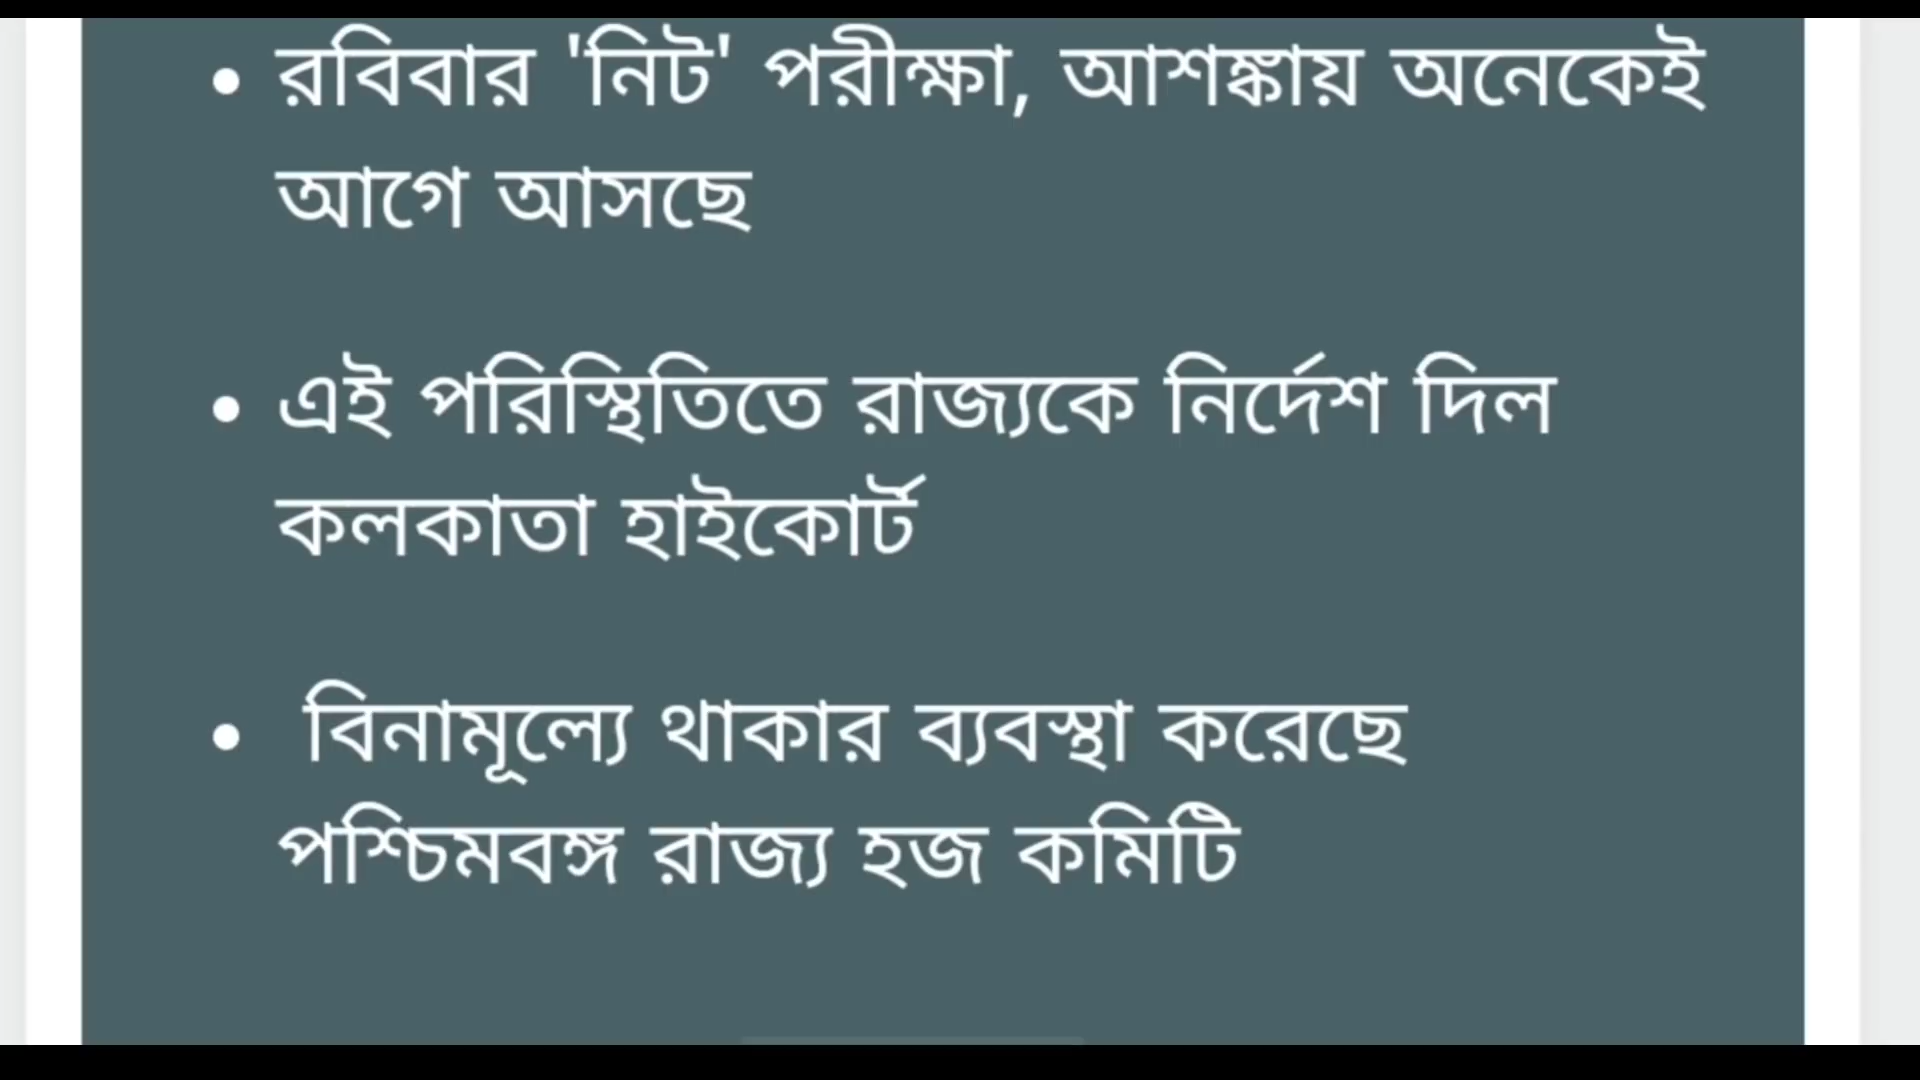 • রবিবার 'নিট' পরীক্ষা, আশঙ্কায় অনেকেই
আগে আসছে
• এই পরিস্থিতিতে রাজ্যকে নির্দেশ দিল
কলকাতা হাইকোর্ট
• বিনামূল্যে থাকার ব্যবস্থা করেছে
পশ্চিমবঙ্গ রাজ্য হজ কমিটি